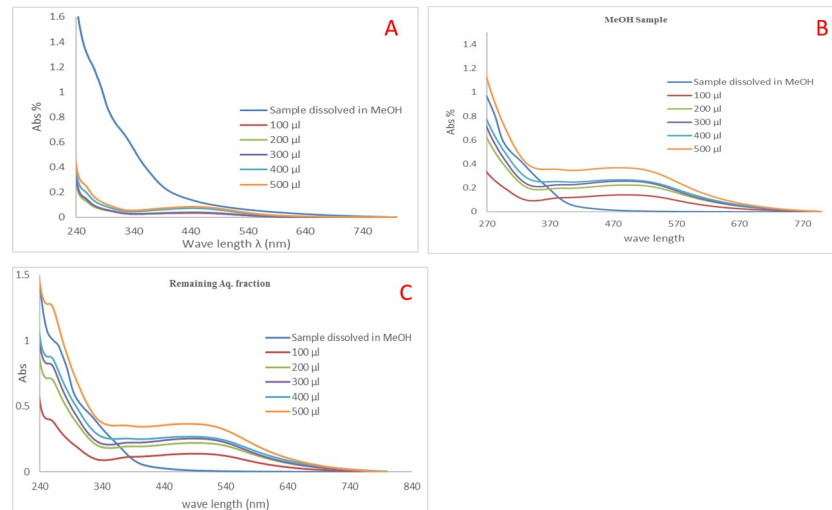 A
1.6
1.4
1.2
1
0.8
0.6
0.4
0.2
0
Abs %
240 340 440 540 640 740
Wave length λ (nm)
Sample dissolved in MeOH
100 µl
200 µl
300 µl
400 µl
500 µl
MeOH Sample
B
1.4
1.2
1
0.8
0.6
0.4
0.2
0
Abs %
270 370 470 570 670 770
wave length
Sample dissolved in MeOH
100 µl
200 µl
300 µl
400 µl
500 µl
Remaining Aq. fraction
C
1.5
1
0.5
0
Abs
240 340 440 540 640 740 840
wave length (nm)
Sample dissolved in MeOH
100 µl
200 µl
300 µl
400 µl
500 µl